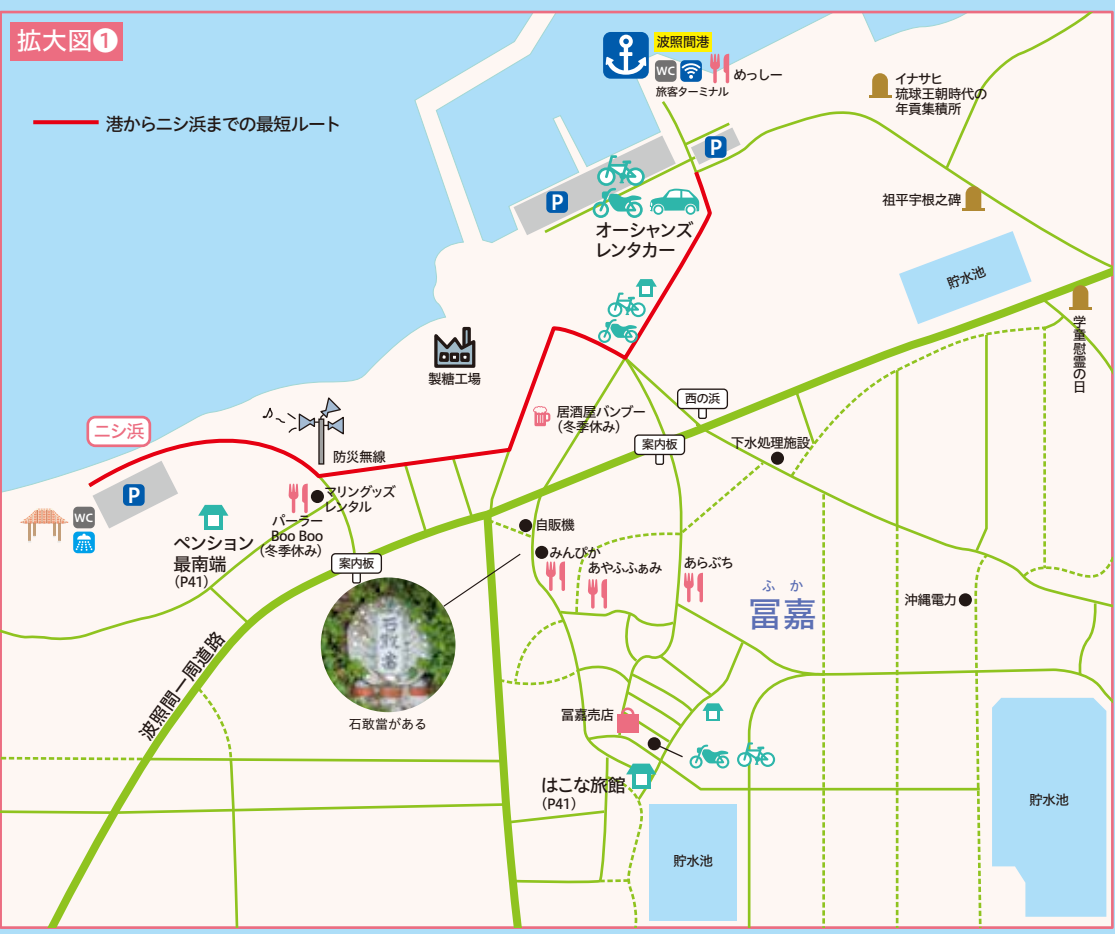 拡大図❶
港からニシ浜までの最短ルート
波照間港
WC
めっしー
旅客ターミナル
P
P
オーシャンズ
レンタカー
イナサヒ
琉球王朝時代の
年貢集積所
祖平宇根之碑
貯水池
学童慰霊の日
製糖工場
西の浜
居酒屋バンブー
(冬季休み)
案内板
下水処理施設
ニシ浜
防災無線
P
WC
マリングッズ
レンタル
パーラー
Boo Boo
(冬季休み)
ペンション
最南端
(P41)
案内板
自販機
みんぴか
あやふふぁみ
あらぶち
ふか
冨嘉
沖縄電力
石敢當
石敢當がある
波照間一周道路
冨嘉売店
はこな旅館
(P41)
貯水池
貯水池